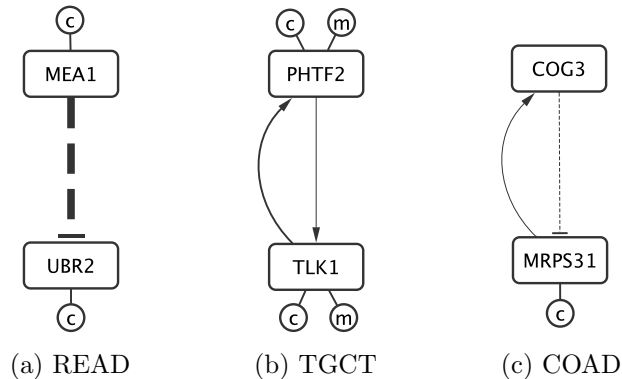 c
MEA1
UBR2
c
(a) READ
c m
PHTF2
TLK1
c m
(b) TGCT
COG3
MRPS31
c
(c) COAD